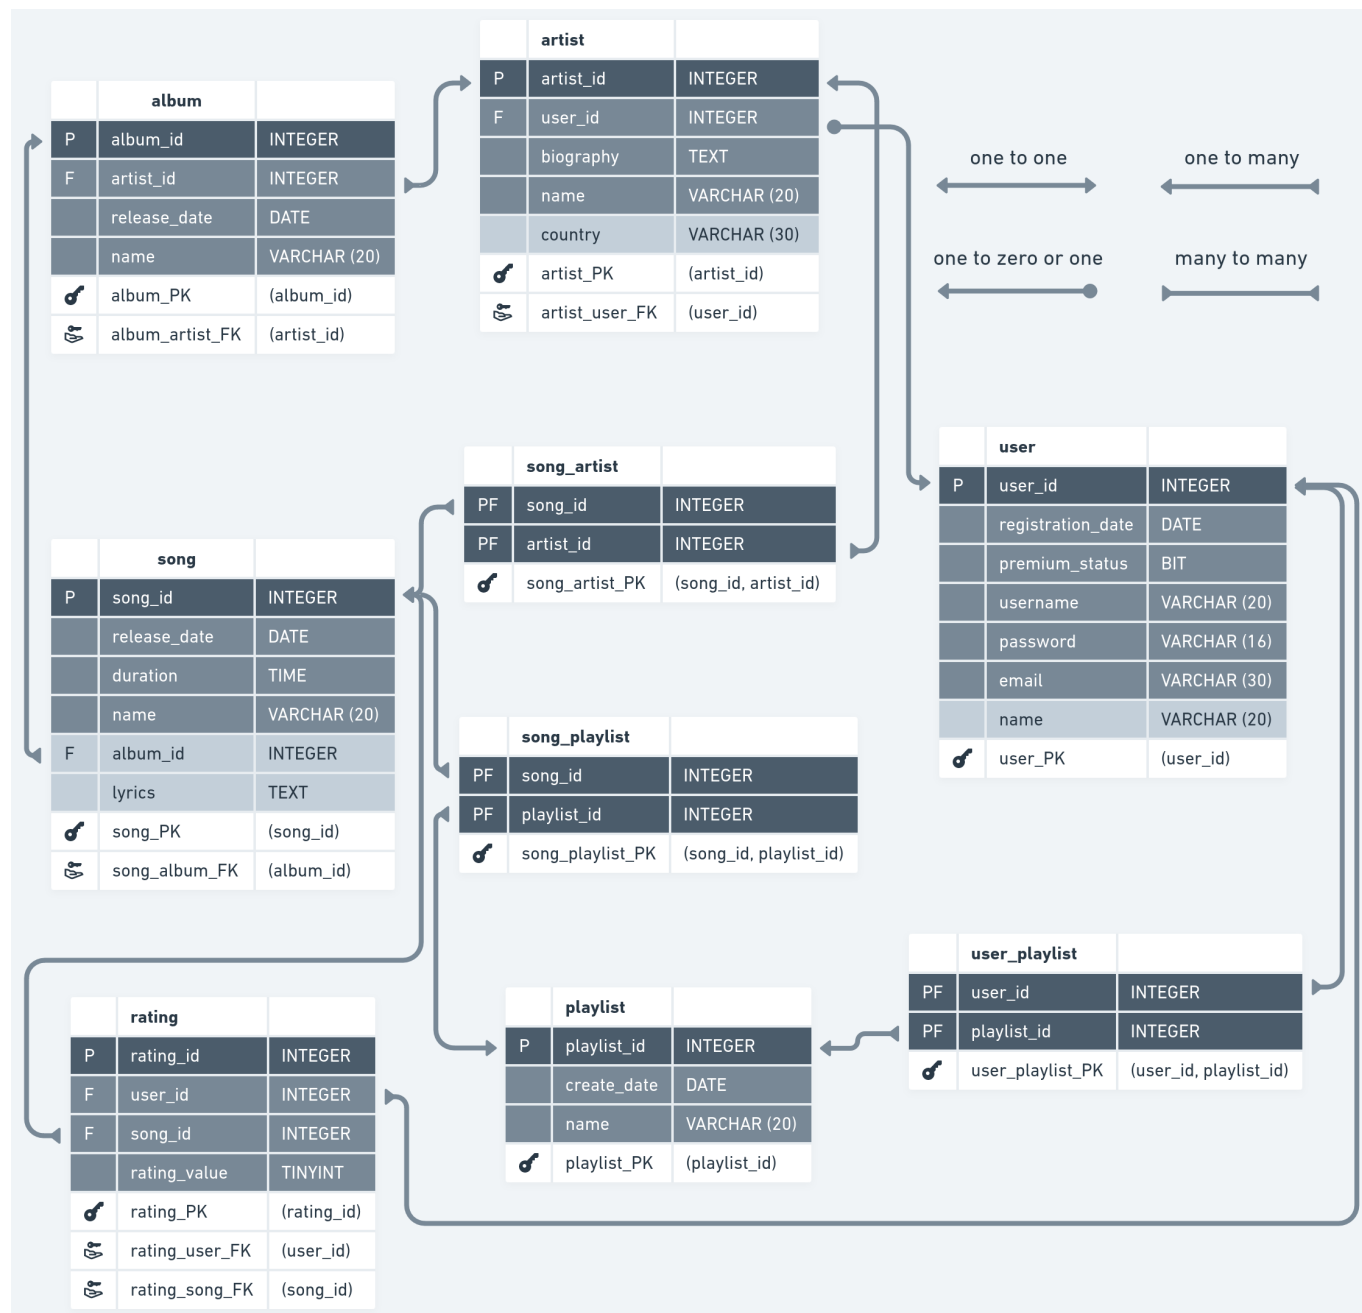 artist
P artist_id INTEGER
F user_id INTEGER
biography TEXT
name VARCHAR (20)
country VARCHAR (30)
artist_PK (artist_id)
artist_user_FK (user_id)
album
P album_id INTEGER
F artist_id INTEGER
release_date DATE
name VARCHAR (20)
album_PK (album_id)
album_artist_FK (artist_id)
one to one
one to many
one to zero or one
many to many
song_artist
PF song_id INTEGER
PF artist_id INTEGER
song_artist_PK (song_id, artist_id)
user
P user_id INTEGER
registration_date DATE
premium_status BIT
username VARCHAR (20)
password VARCHAR (16)
email VARCHAR (30)
name VARCHAR (20)
user_PK (user_id)
song
P song_id INTEGER
release_date DATE
duration TIME
name VARCHAR (20)
F album_id INTEGER
lyrics TEXT
song_PK (song_id)
song_album_FK (album_id)
song_playlist
PF song_id INTEGER
PF playlist_id INTEGER
song_playlist_PK (song_id, playlist_id)
user_playlist
PF user_id INTEGER
PF playlist_id INTEGER
user_playlist_PK (user_id, playlist_id)
rating
P rating_id INTEGER
F user_id INTEGER
F song_id INTEGER
rating_value TINYINT
rating_PK (rating_id)
rating_user_FK (user_id)
rating_song_FK (song_id)
playlist
P playlist_id INTEGER
create_date DATE
name VARCHAR (20)
playlist_PK (playlist_id)